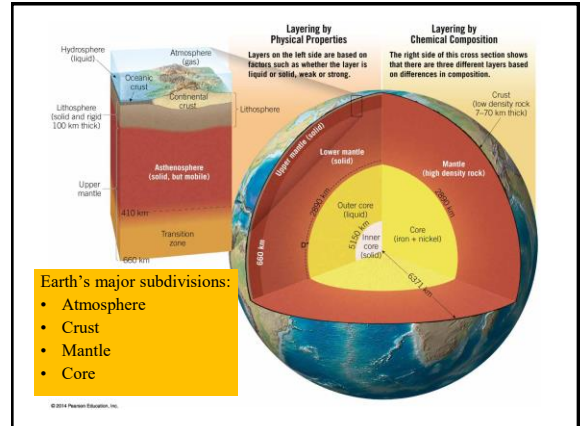 Layering by
Physical Properties
Layers on the left side are based on
factors such as whether the layer is
liquid or solid, weak or strong.
Layering by
Chemical Composition
The right side of this cross section shows
that there are three different layers based
on differences in composition.
Hydrosphere
(liquid)
Atmosphere
(gas)
Oceanic
crust
Continental
crust
Lithosphere
(solid and rigid
100 km thick)
Lithosphere
Asthenosphere
(solid, but mobile)
Upper
mantle
410 km
Transition
zone
660 km
Crust
(low density rock
7–70 km thick)
Upper mantle (solid)
Lower mantle
(solid)
Mantle
(high density rock)
2890 km
2890 km
Outer core
(liquid)
Core
(iron + nickel)
5150 km
Inner
core
(solid)
D"
660 km
6371 km
Earth's major subdivisions:
• Atmosphere
• Crust
• Mantle
• Core
© 2014 Pearson Education, Inc.